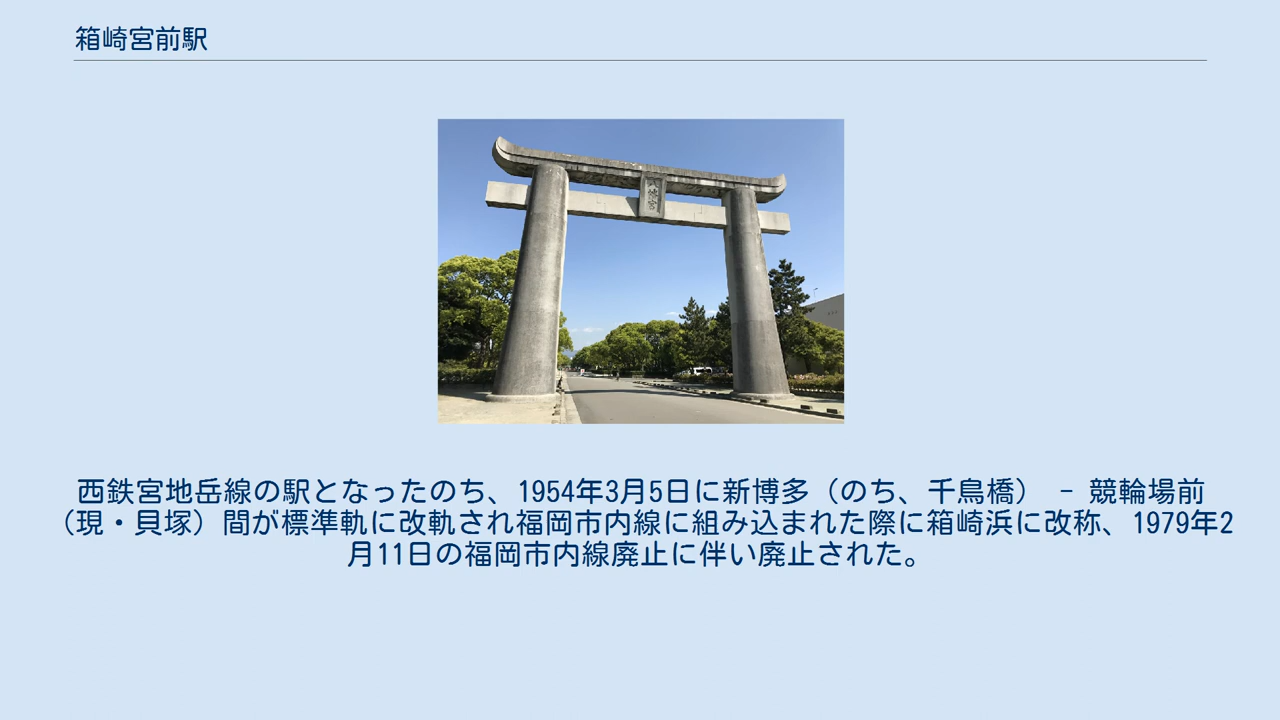 箱崎宮前駅
八幡宮
西鉄宮地岳線の駅となったのち、1954年3月5日に新博多（のち、千鳥橋） - 競輪場前
（現・貝塚）間が標準軌に改軌され福岡市内線に組み込まれた際に箱崎浜に改称、1979年2
月11日の福岡市内線廃止に伴い廃止された。